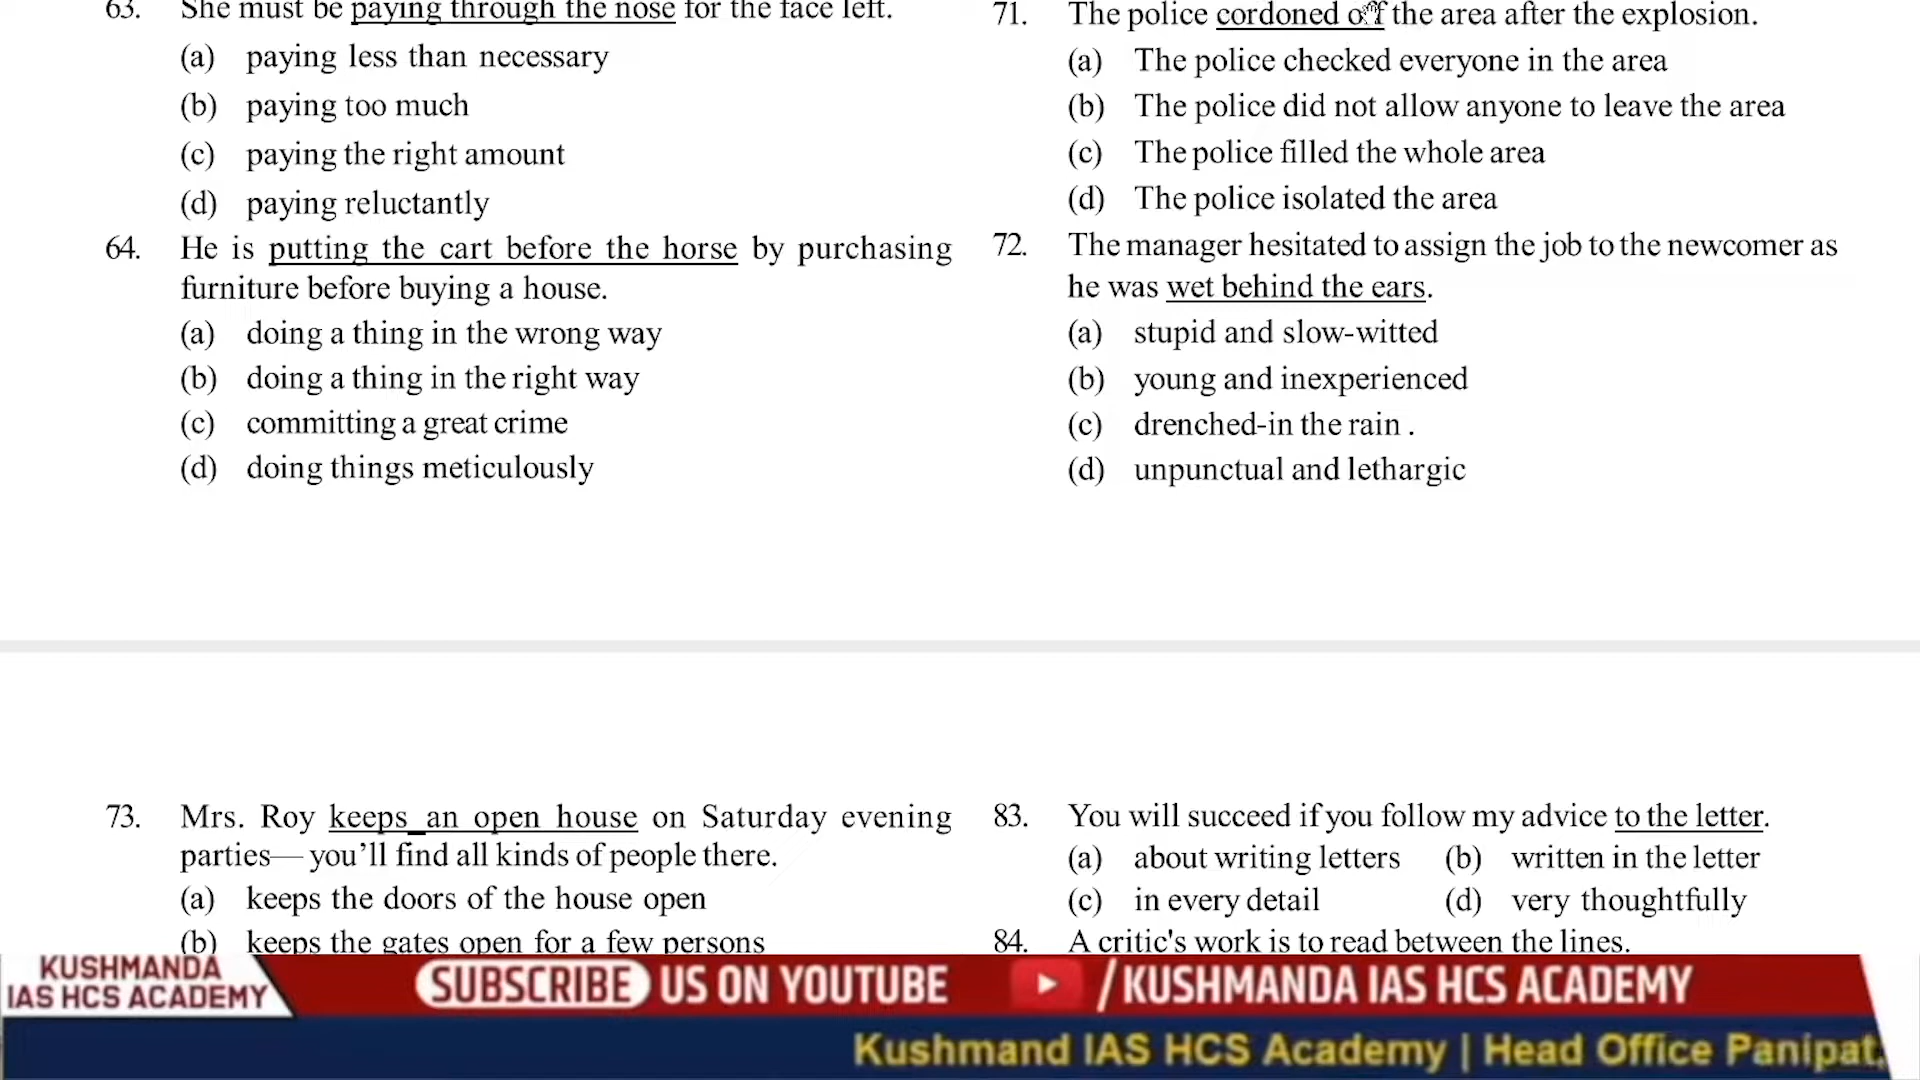 63. She must be paying through the nose for the face left.
(a) paying less than necessary
(b) paying too much
(c) paying the right amount
(d) paying reluctantly
64. He is putting the cart before the horse by purchasing
furniture before buying a house.
(a) doing a thing in the wrong way
(b) doing a thing in the right way
(c) committing a great crime
(d) doing things meticulously
71. The police cordoned off the area after the explosion.
(a) The police checked everyone in the area
(b) The police did not allow anyone to leave the area
(c) The police filled the whole area
(d) The police isolated the area
72. The manager hesitated to assign the job to the newcomer as
he was wet behind the ears.
(a) stupid and slow-witted
(b) young and inexperienced
(c) drenched-in the rain .
(d) unpunctual and lethargic
73. Mrs. Roy keeps_an open house on Saturday evening
parties— you’ll find all kinds of people there.
(a) keeps the doors of the house open
(b) keeps the gates open for a few persons
83. You will succeed if you follow my advice to the letter.
(a) about writing letters (b) written in the letter
(c) in every detail (d) very thoughtfully
84. A critic's work is to read between the lines.
KUSHMANDA
IAS HCS ACADEMY
SUBSCRIBE US ON YOUTUBE /KUSHMANDA IAS HCS ACADEMY
Kushmand IAS HCS Academy | Head Office Panipat,